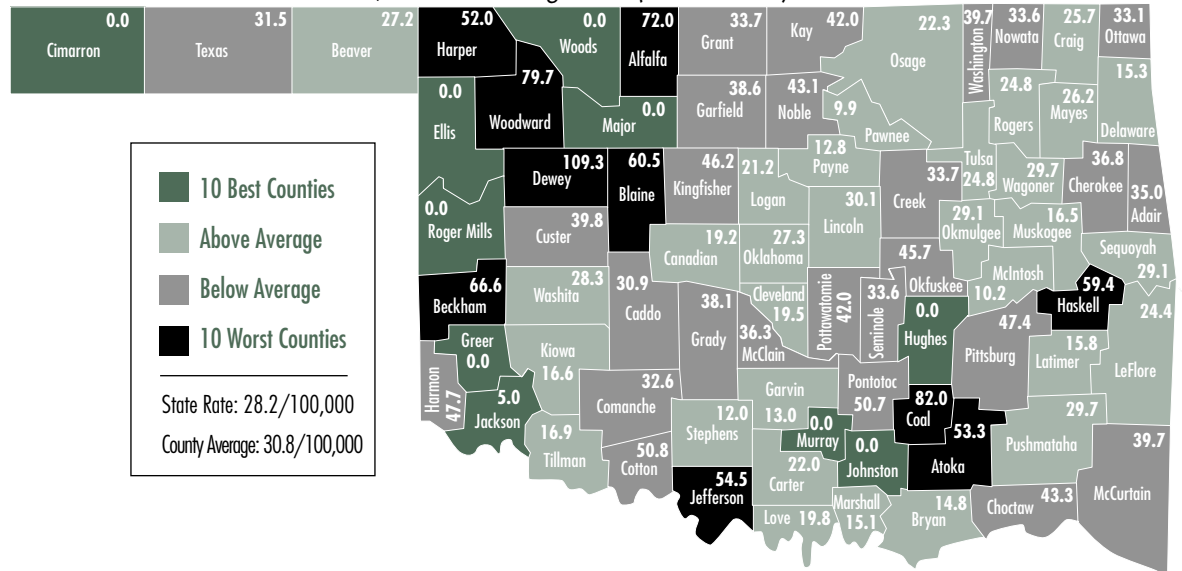 0.0
Cimarron
31.5
Texas
27.2
Beaver
52.0
Harper
0.0
Woods
72.0
Alfalfa
33.7
Grant
42.0
Kay
22.3
Osage
39.7
Washington
33.6
Nowata
25.7
Craig
33.1
Ottawa
0.0
Ellis
79.7
Woodward
0.0
Major
38.6
Garfield
43.1
Noble
9.9
Pawnee
24.8
Rogers
26.2
Mayes
15.3
Delaware
109.3
Dewey
60.5
Blaine
46.2
Kingfisher
21.2
Logan
12.8
Payne
33.7
Creek
Tulsa
24.8
29.7
Wagoner
36.8
Cherokee
35.0
Adair
0.0
Roger Mills
39.8
Custer
19.2
Canadian
27.3
Oklahoma
30.1
Lincoln
29.1
Okmulgee
16.5
Muskogee
Sequoyah
29.1
66.6
Beckham
28.3
Washita
30.9
Caddo
38.1
Grady
Cleveland
19.5
36.3
McClain
Pottawatomie
42.0
33.6
Seminole
45.7
Okfuskee
McIntosh
10.2
59.4
Haskell
24.4
LeFlore
0.0
Hughes
47.4
Pittsburg
15.8
Latimer
Greer
0.0
Harmon
47.7
5.0
Jackson
Kiowa
16.6
32.6
Comanche
16.9
Tillman
50.8
Cotton
12.0
Stephens
Garvin
13.0
Pontotoc
50.7
82.0
Coal
53.3
Atoka
29.7
Pushmataha
39.7
McCurtain
54.5
Jefferson
0.0
Murray
0.0
Johnston
22.0
Carter
Love 19.8
Marshall
15.1
14.8
Bryan
43.3
Choctaw
10 Best Counties
Above Average
Below Average
10 Worst Counties
State Rate: 28.2/100,000
County Average: 30.8/100,000